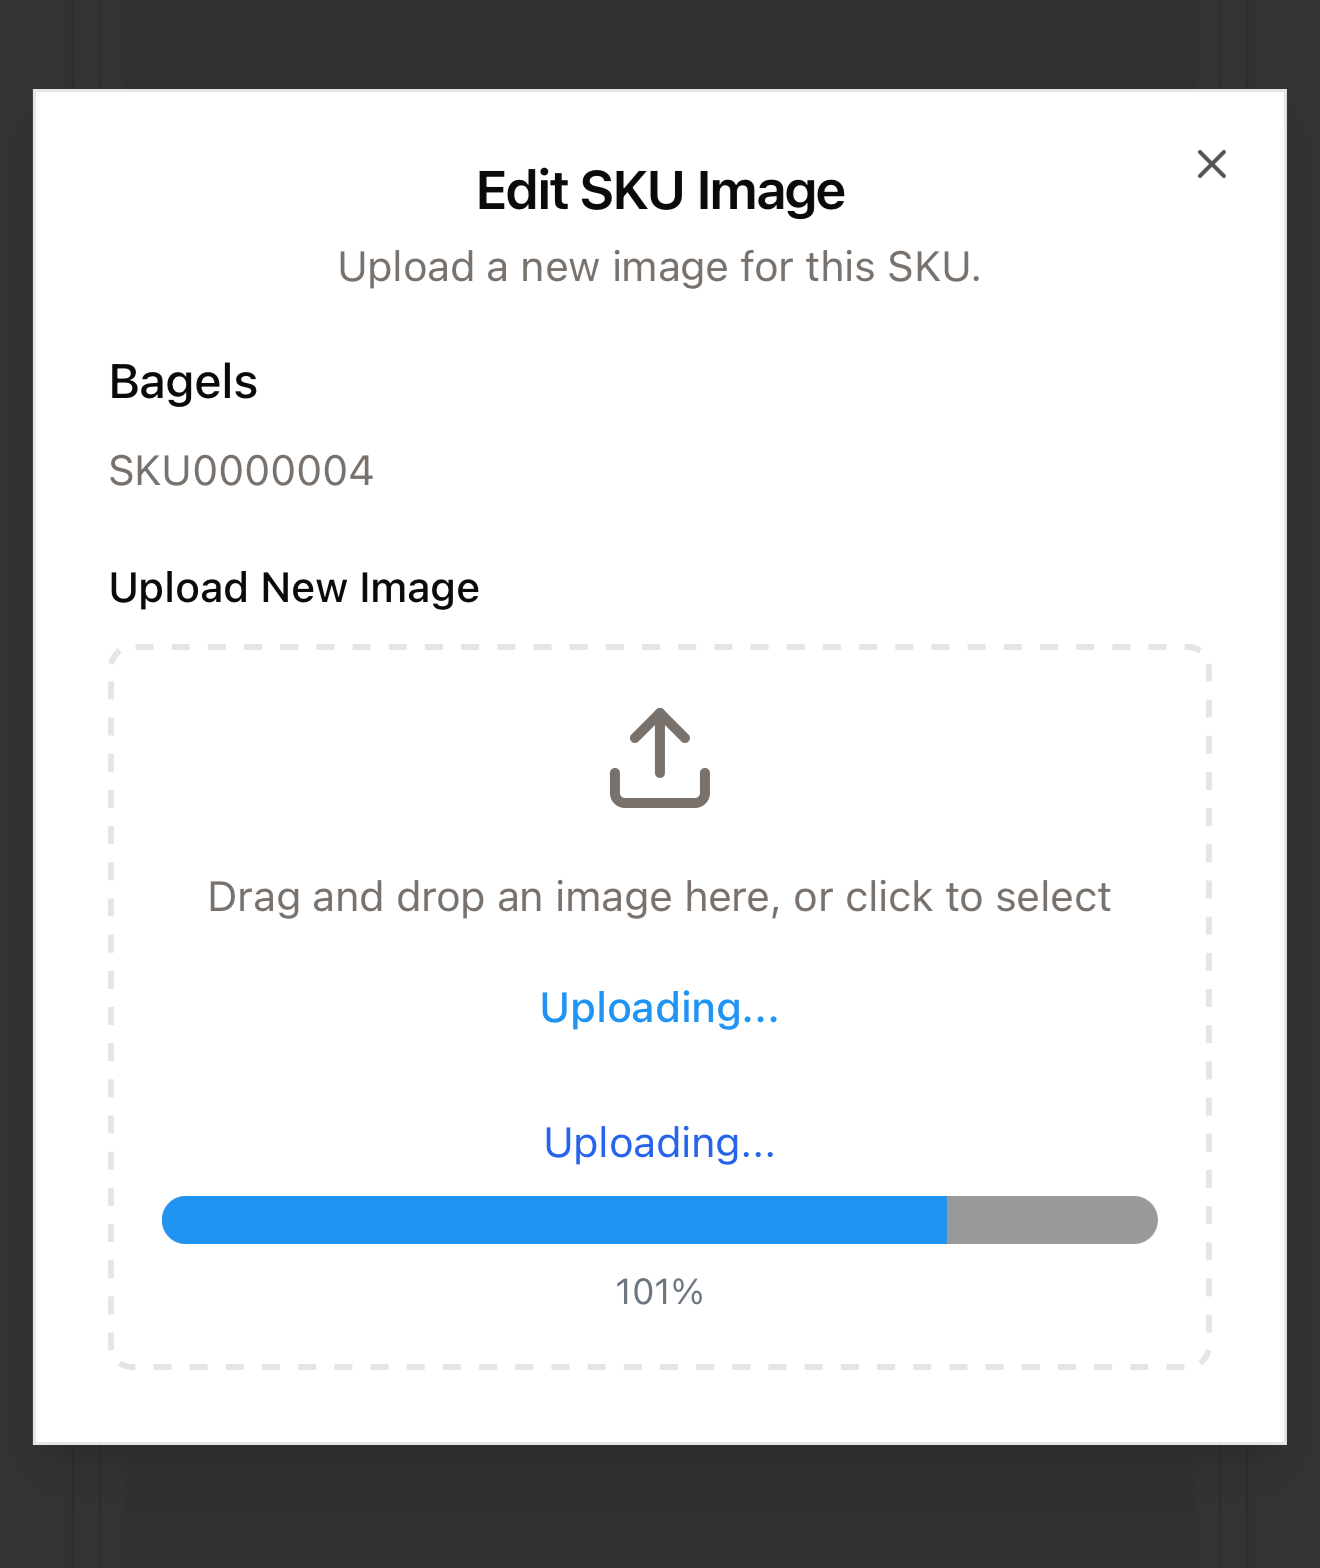 Edit SKU Image
Upload a new image for this SKU.
Bagels
SKU0000004
Upload New Image
Drag and drop an image here, or click to select
Uploading...
Uploading...
101%